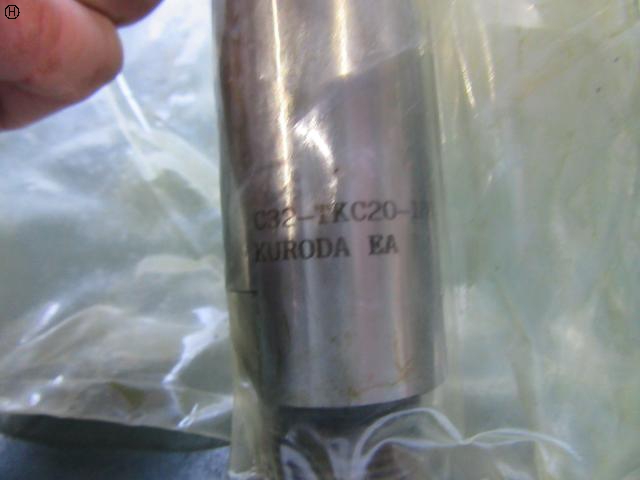 C32-TKC20-1
KURODA EA
H